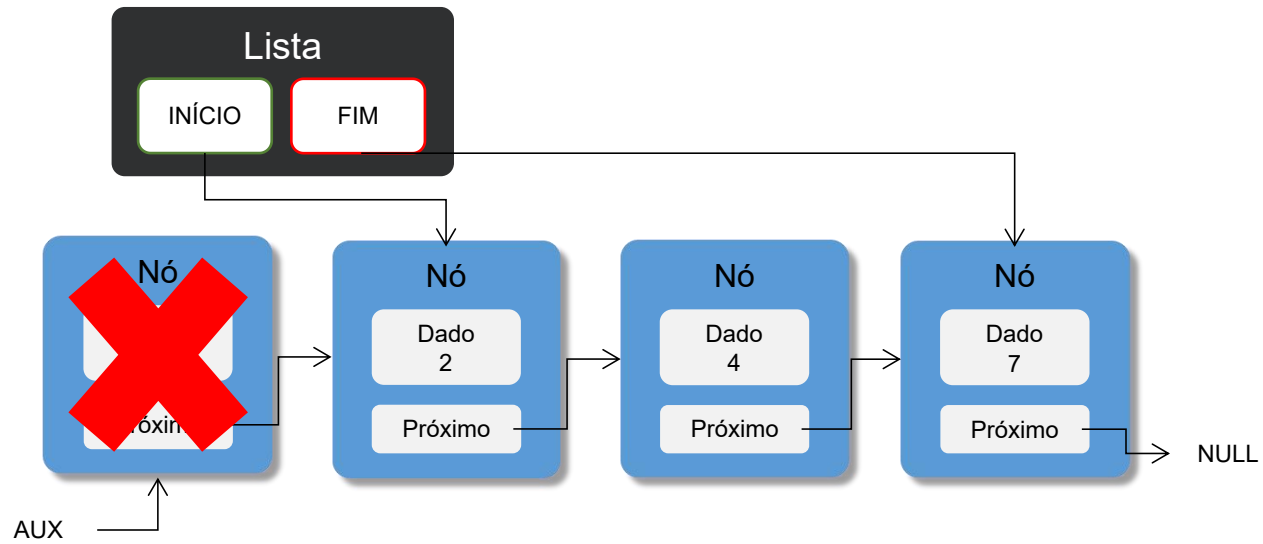 Lista
INÍCIO
FIM
Nó
Nó
Dado
2
Próximo
Nó
Dado
4
Próximo
Nó
Dado
7
Próximo
NULL
AUX